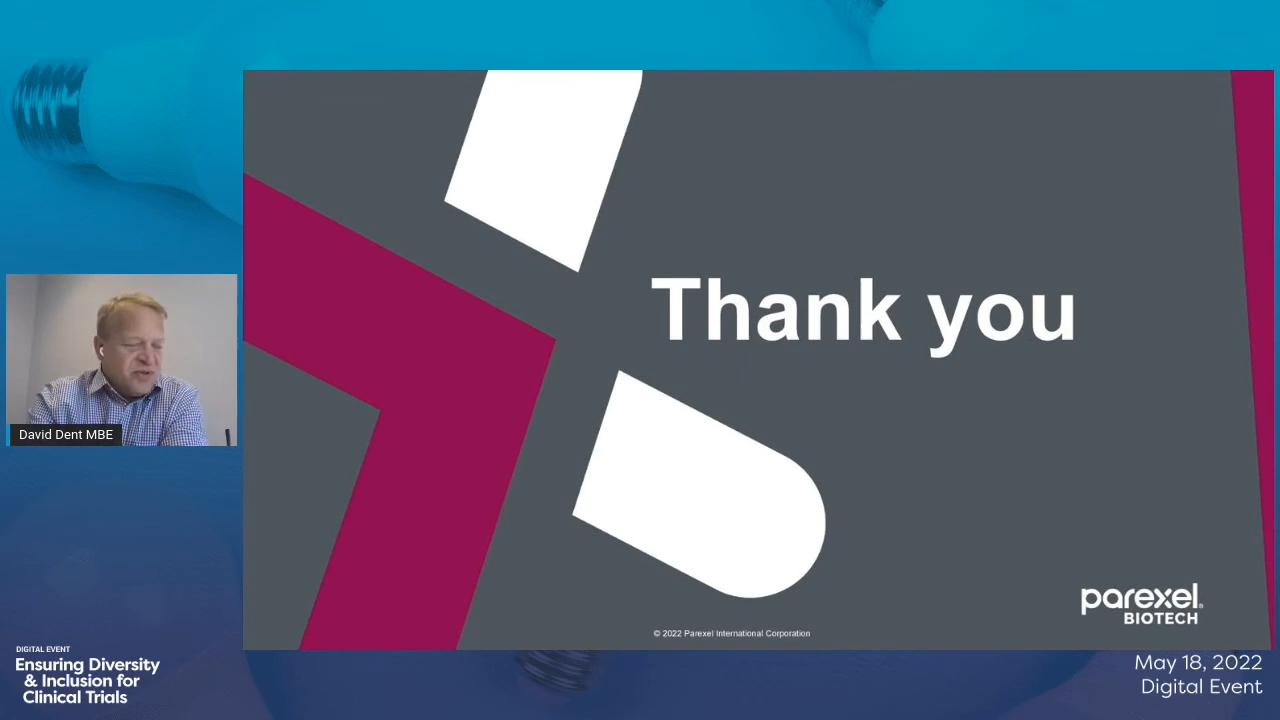 Thank you
David Dent MBE
parexel®
BIOTECH
© 2022 Parexel International Corporation
DIGITAL EVENT
Ensuring Diversity
& Inclusion for
Clinical Trials
May 18, 2022
Digital Event